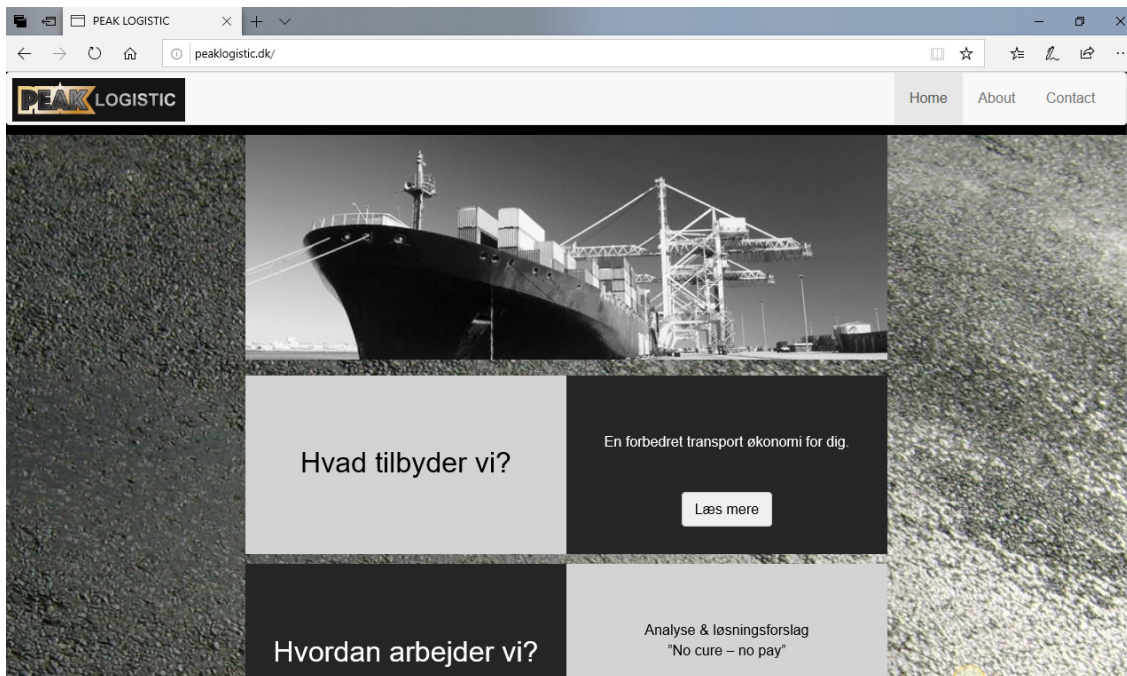 PEAK LOGISTIC
peaklogistic.dk/
PEAK LOGISTIC
Home About Contact
Hvad tilbyder vi?
En forbedret transport økonomi for dig.
Læs mere
Hvordan arbejder vi?
Analyse & løsningsforslag
"No cure – no pay"